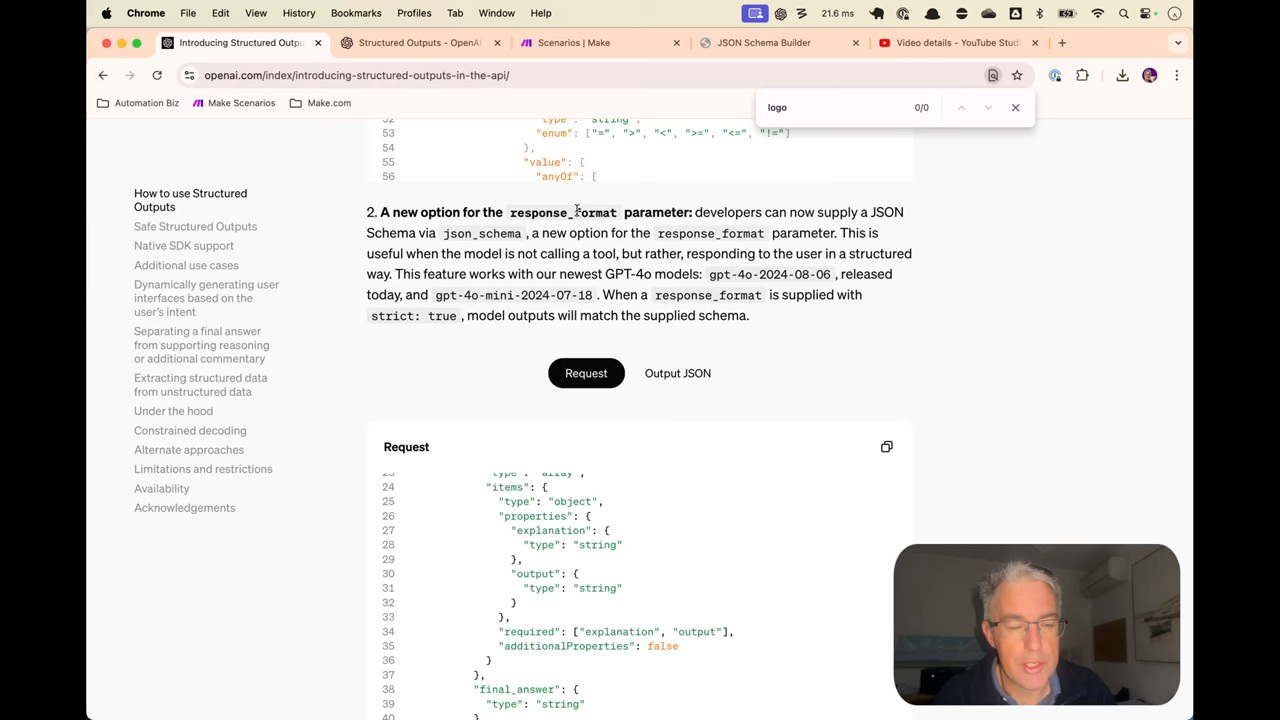 Chrome File Edit View History Bookmarks Profiles Tab Window Help 21.6 ms
Introducing Structured Outpu Structured Outputs - OpenAI Scenarios | Make JSON Schema Builder Video details - YouTube Studi
openai.com/index/introducing-structured-outputs-in-the-api/
Automation Biz Make Scenarios Make.com
logo 0/0
How to use Structured
Outputs
Safe Structured Outputs
Native SDK support
Additional use cases
Dynamically generating user
interfaces based on the
user's intent
Separating a final answer
from supporting reasoning
or additional commentary
Extracting structured data
from unstructured data
Under the hood
Constrained decoding
Alternate approaches
Limitations and restrictions
Availability
Acknowledgements
52 "type": "string",
53 "enum": ["=", ">", "<", ">=", "<=", "!="]
54 },
55 "value": {
56 "anyOf": [
2. A new option for the response_format parameter: developers can now supply a JSON
Schema via json_schema, a new option for the response_format parameter. This is
useful when the model is not calling a tool, but rather, responding to the user in a structured
way. This feature works with our newest GPT-4o models: gpt-4o-2024-08-06, released
today, and gpt-4o-mini-2024-07-18. When a response_format is supplied with
strict: true, model outputs will match the supplied schema.
Request Output JSON
Request
23 "type": "array",
24 "items": {
25 "type": "object",
26 "properties": {
27 "explanation": {
28 "type": "string"
29 },
30 "output": {
31 "type": "string"
32 }
33 },
34 "required": ["explanation", "output"],
35 "additionalProperties": false
36 }
37 },
38 "final_answer": {
39 "type": "string"
40 }